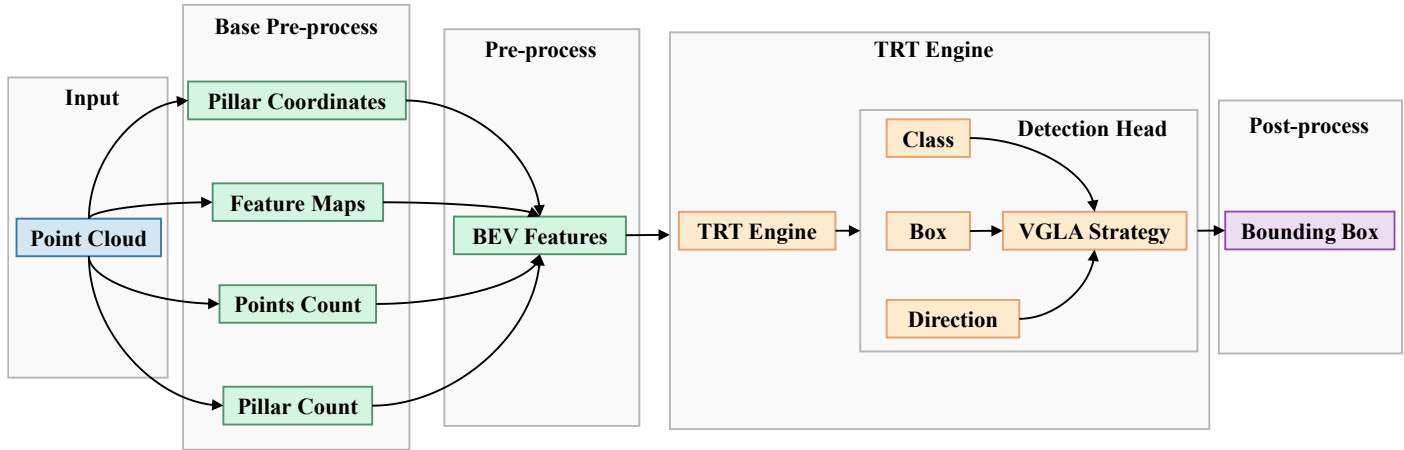 Input
Point Cloud
Base Pre-process
Pillar Coordinates
Feature Maps
Points Count
Pillar Count
Pre-process
BEV Features
TRT Engine
TRT Engine
Detection Head
Class
Box
Direction
VGLA Strategy
Post-process
Bounding Box